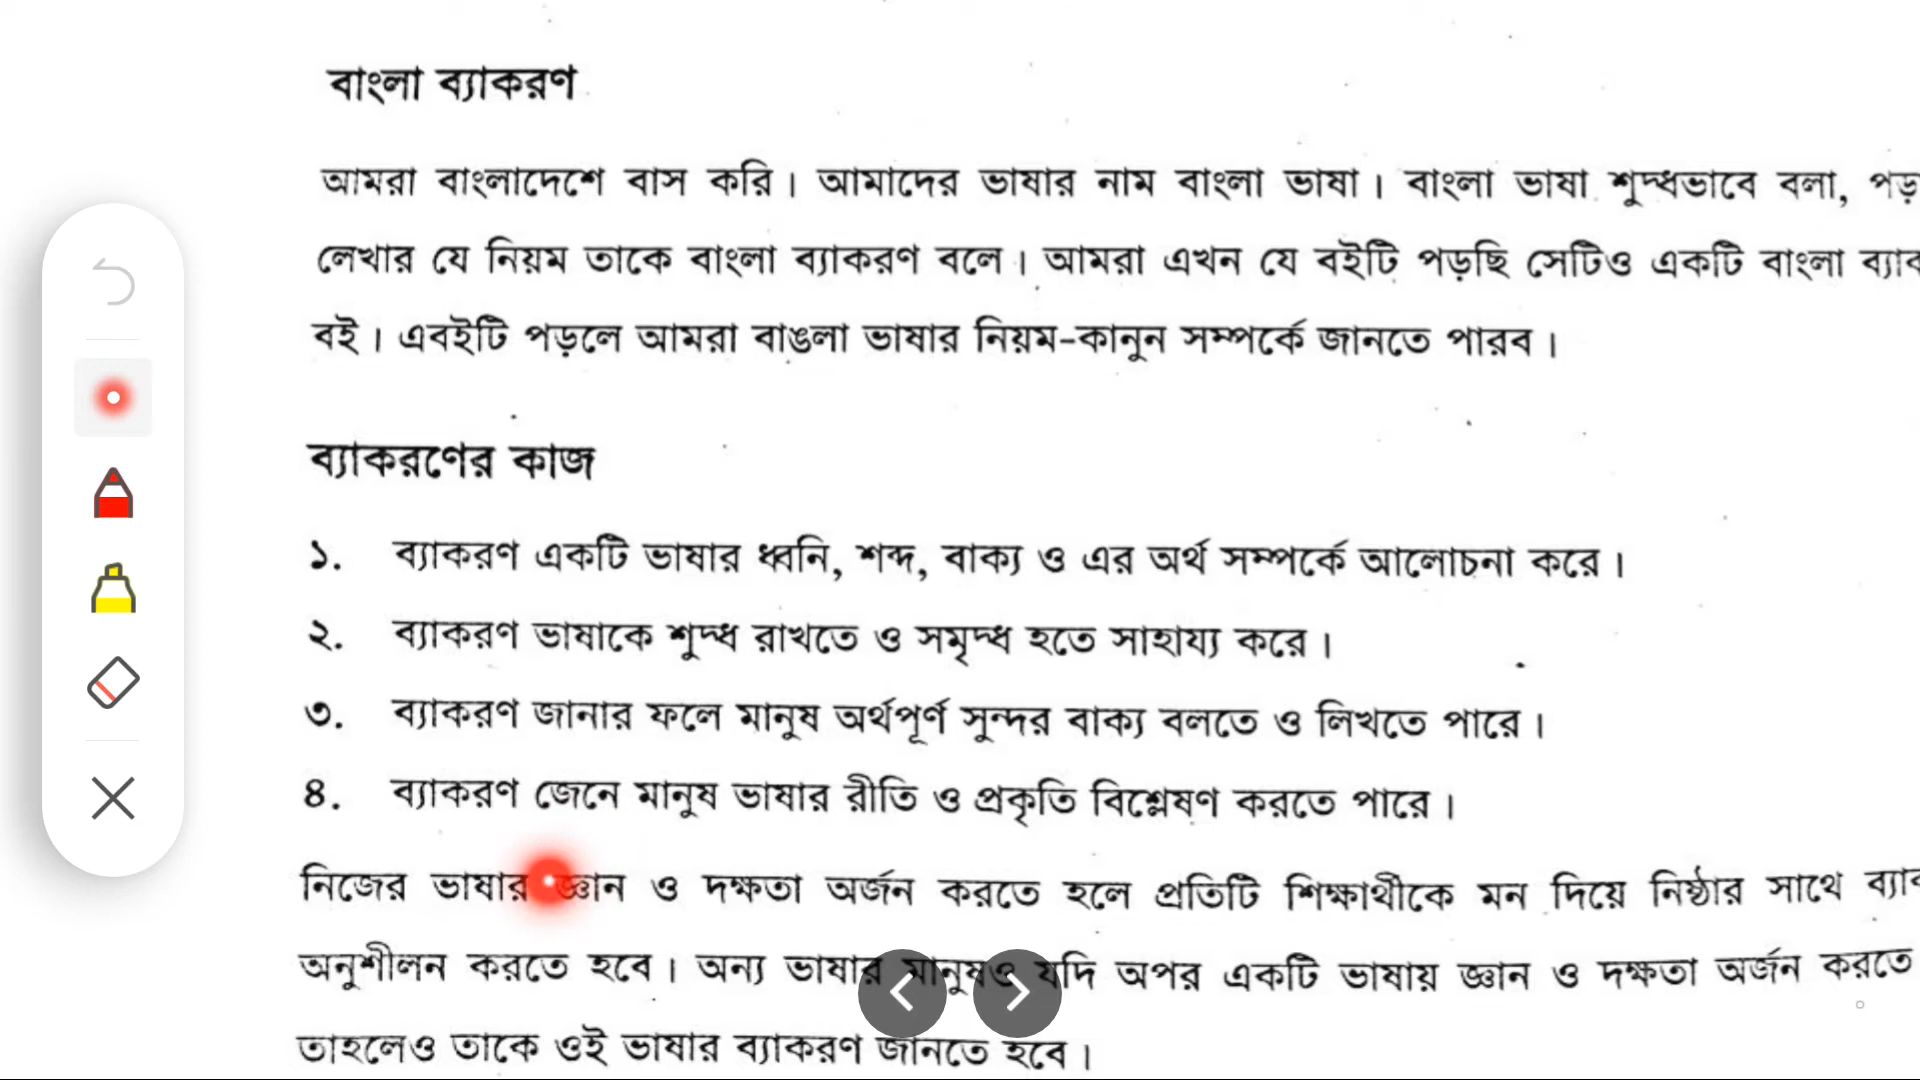 বাংলা ব্যাকরণ
আমরা বাংলাদেশে বাস করি। আমাদের ভাষার নাম বাংলা ভাষা। বাংলা ভাষা শুদ্ধভাবে বলা,
লেখার যে নিয়ম তাকে বাংলা ব্যাকরণ বলে। আমরা এখন যে বইটি পড়ছি সেটিও একটি বাংলা
বই। এবইটি পড়লে আমরা বাঙলা ভাষার নিয়ম-কানুন সম্পর্কে জানতে পারব।
ব্যাকরণের কাজ
১. ব্যাকরণ একটি ভাষার ধ্বনি, শব্দ, বাক্য ও এর অর্থ সম্পর্কে আলোচনা করে।
২. ব্যাকরণ ভাষাকে শুদ্ধ রাখতে ও সমৃদ্ধ হতে সাহায্য করে।
৩. ব্যাকরণ জানার ফলে মানুষ অর্থপূর্ণ সুন্দর বাক্য বলতে ও লিখতে পারে।
৪. ব্যাকরণ জেনে মানুষ ভাষার রীতি ও প্রকৃতি বিশ্লেষণ করতে পারে।
নিজের ভাষার জ্ঞান ও দক্ষতা অর্জন করতে হলে প্রতিটি শিক্ষার্থীকে মন দিয়ে নিষ্ঠার সাথে
অনুশীলন করতে হবে। অন্য ভাষার মানুষও যদি অপর একটি ভাষায় জ্ঞান ও দক্ষতা অর্জন করতে
তাহলেও তাকে ওই ভাষার ব্যাকরণ জানতে হবে।